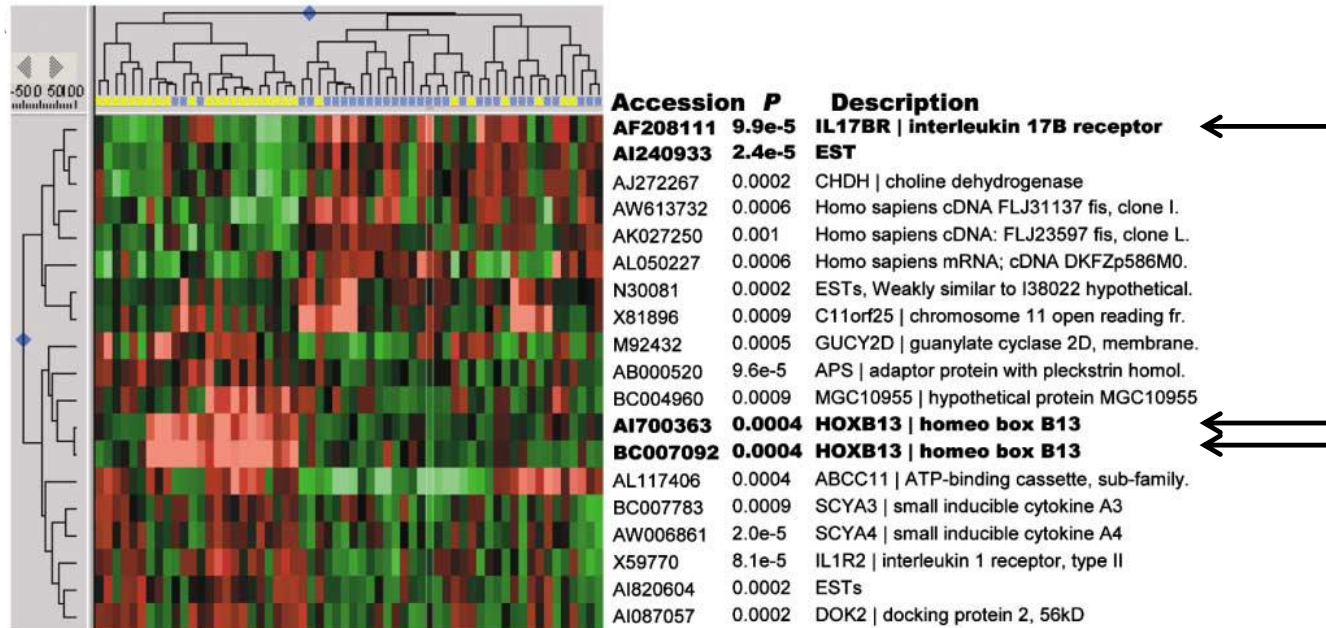 -50 0 50 100
Accession P Description
AF208111 9.9e-5 IL17BR | interleukin 17B receptor
AI240933 2.4e-5 EST
AJ272267 0.0002 CHDH | choline dehydrogenase
AW613732 0.0006 Homo sapiens cDNA FLJ31137 fis, clone I.
AK027250 0.001 Homo sapiens cDNA: FLJ23597 fis, clone L.
AL050227 0.0006 Homo sapiens mRNA; cDNA DKFZp586M0.
N30081 0.0002 ESTs, Weakly similar to I38022 hypothetical.
X81896 0.0009 C11orf25 | chromosome 11 open reading fr.
M92432 0.0005 GUCY2D | guanylate cyclase 2D, membrane.
AB000520 9.6e-5 APS | adaptor protein with pleckstrin homol.
BC004960 0.0009 MGC10955 | hypothetical protein MGC10955
AI700363 0.0004 HOXB13 | homeo box B13
BC007092 0.0004 HOXB13 | homeo box B13
AL117406 0.0004 ABCC11 | ATP-binding cassette, sub-family.
BC007783 0.0009 SCYA3 | small inducible cytokine A3
AW006861 2.0e-5 SCYA4 | small inducible cytokine A4
X59770 8.1e-5 IL1R2 | interleukin 1 receptor, type II
AI820604 0.0002 ESTs
AI087057 0.0002 DOK2 | docking protein 2, 56kD